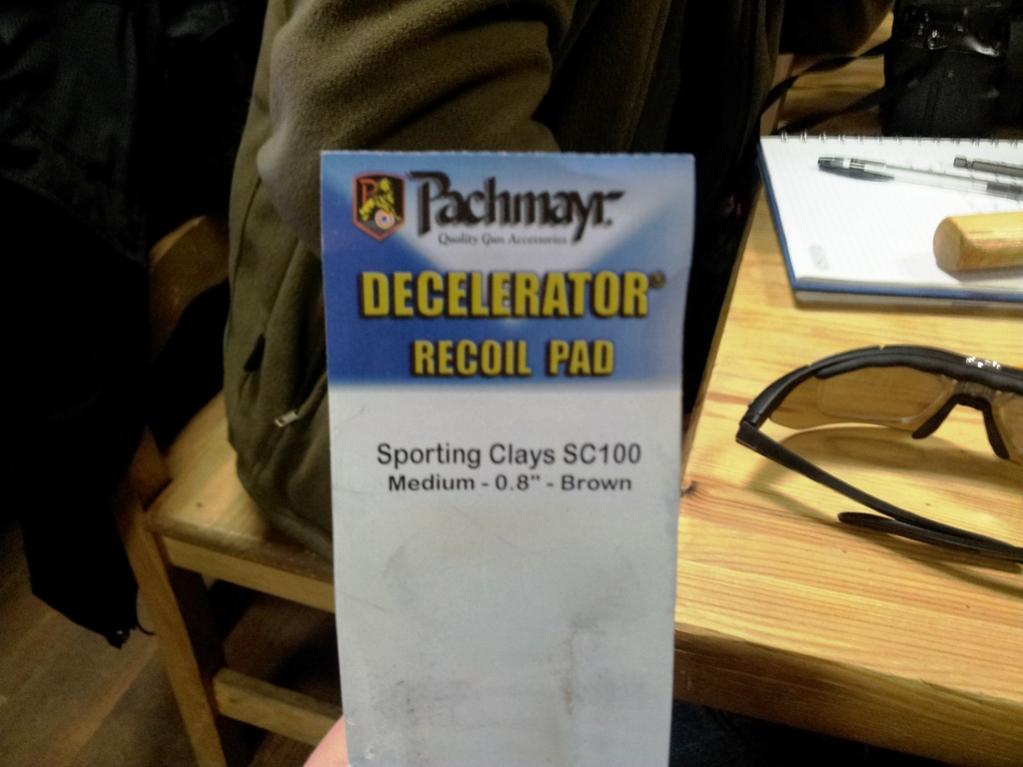 Pachmayr.
Quality Gun Accessories
DECELERATOR®
RECOIL PAD
Sporting Clays SC100
Medium - 0.8" - Brown